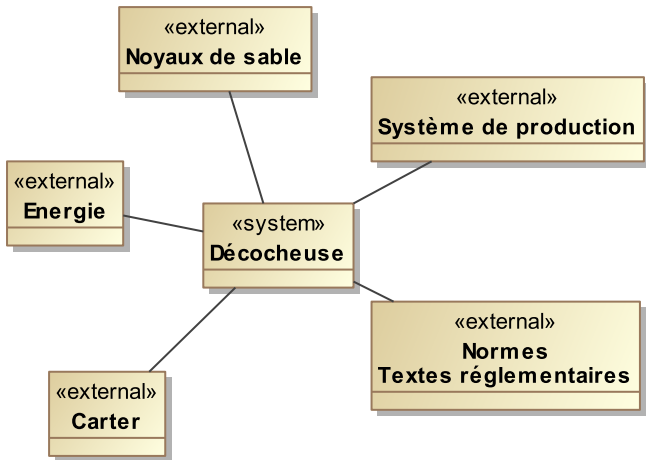 «external»
Noyaux de sable
«external»
Système de production
«external»
Energie
«system»
Décocheuse
«external»
Normes
Textes réglementaires
«external»
Carter